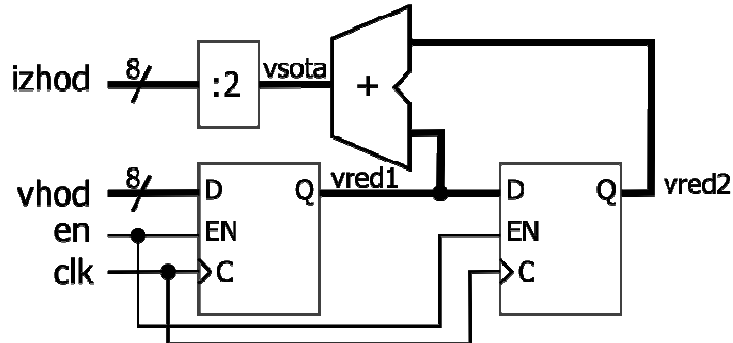 izhod 8 :2 vsota +
vhod 8 D Q vred1 D Q vred2
en EN EN
clk C C